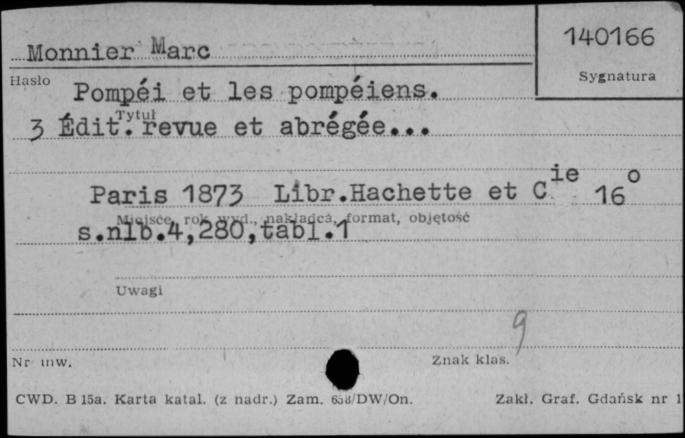 140166
Monnier Marc
Sygnatura
Hasło
Pompéi et les pompéiens.
Tytuł
3 Édit. revue et abrégée...
Paris 1873 Libr.Hachette et Cie 16o
Miejsce, rok wyd., nakładca, format, objętość
s.nlb.4,280,tabl.1
Uwagi
9
Nr inw.
Znak klas.
CWD. B 15a. Karta katal. (z nadr.) Zam. /DW/On. Zakł. Graf. Gdańsk nr 1